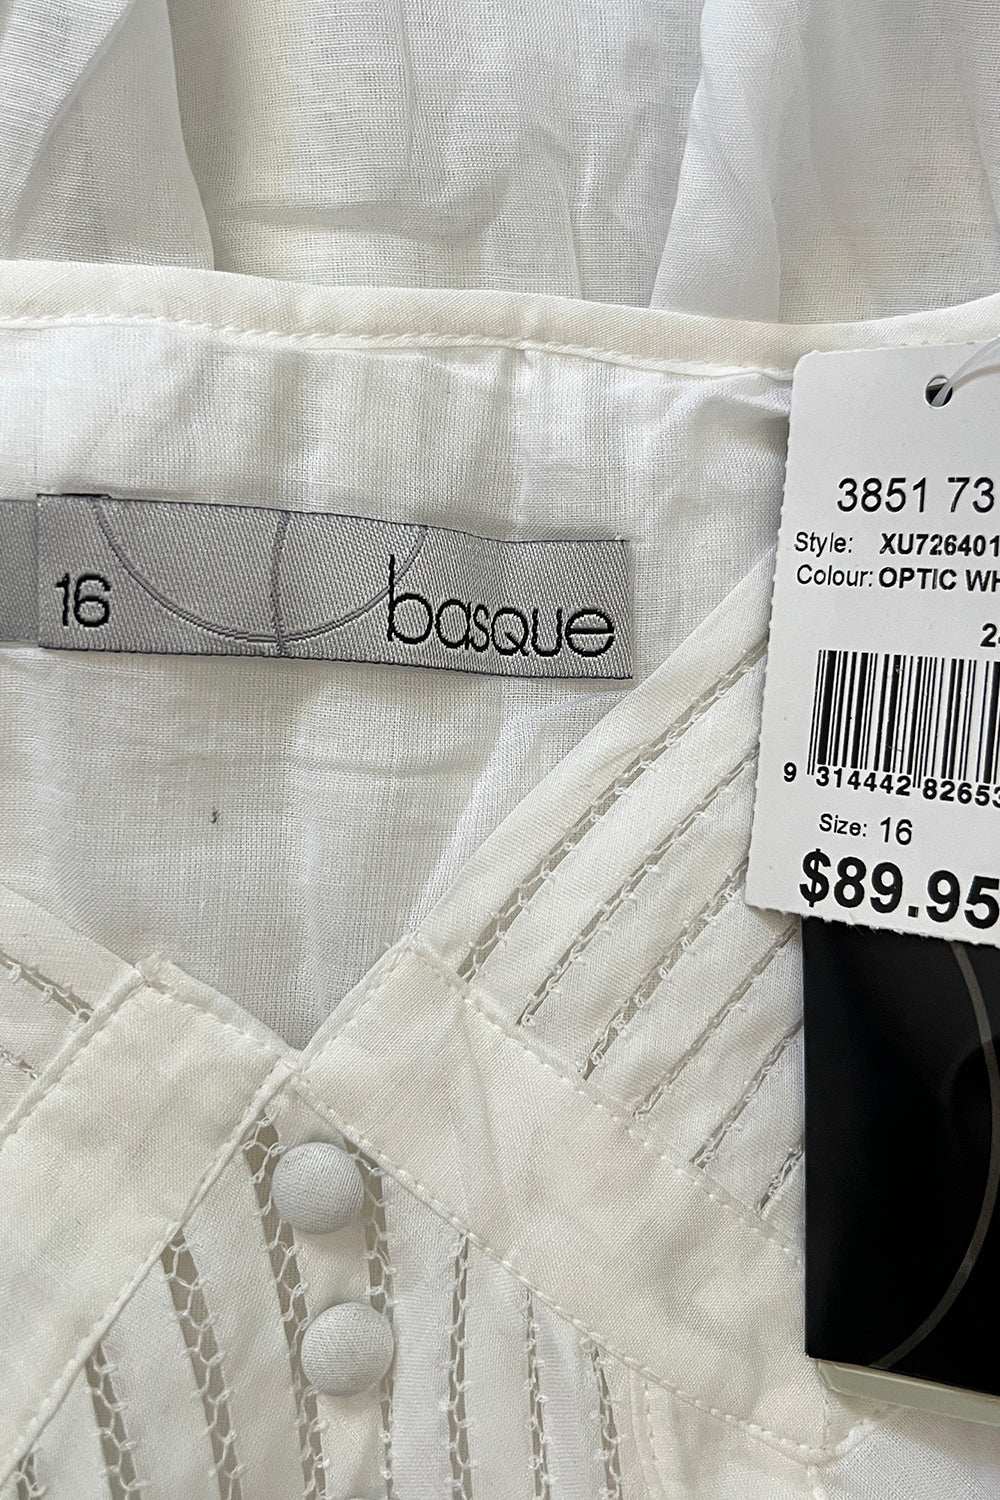 16 basque
3851 73
Style: XU726401
Colour: OPTIC WH
9 314442 82653
Size: 16
$89.95